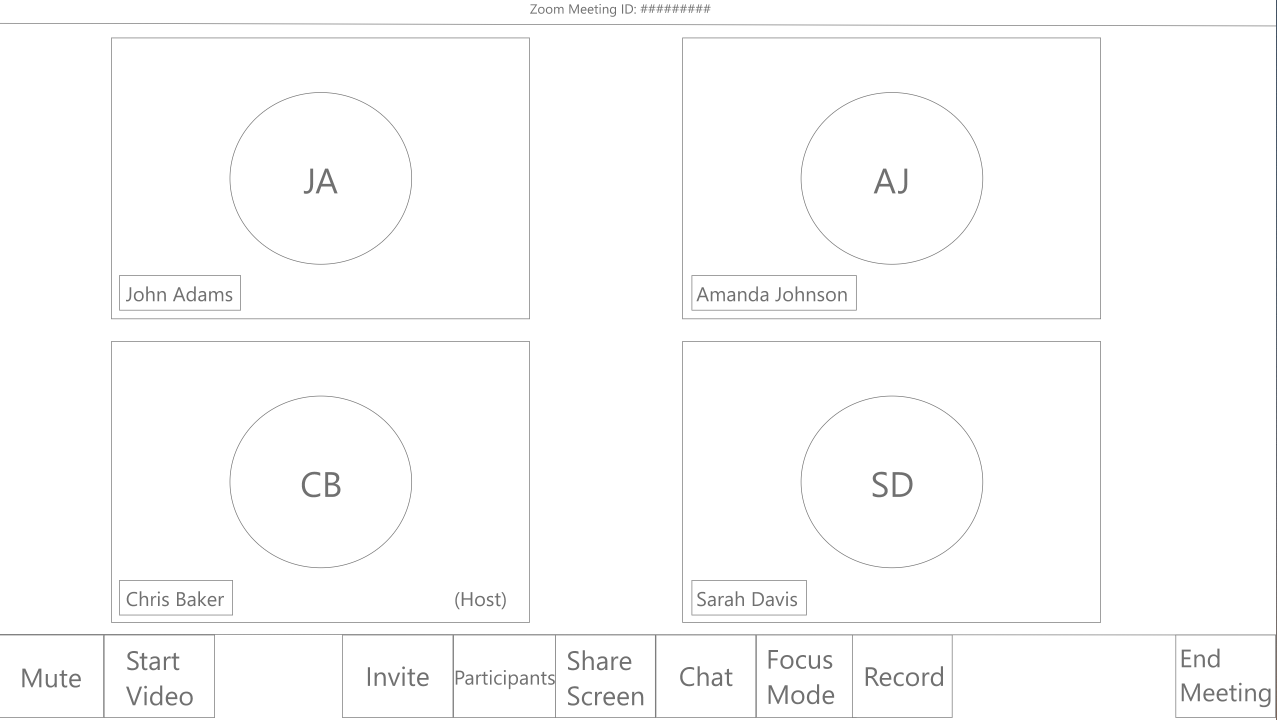 Zoom Meeting ID: #########
JA
AJ
John Adams
Amanda Johnson
CB
SD
Chris Baker
(Host)
Sarah Davis
Mute
Start
Video
Invite
Participants
Share
Screen
Chat
Focus
Mode
Record
End
Meeting